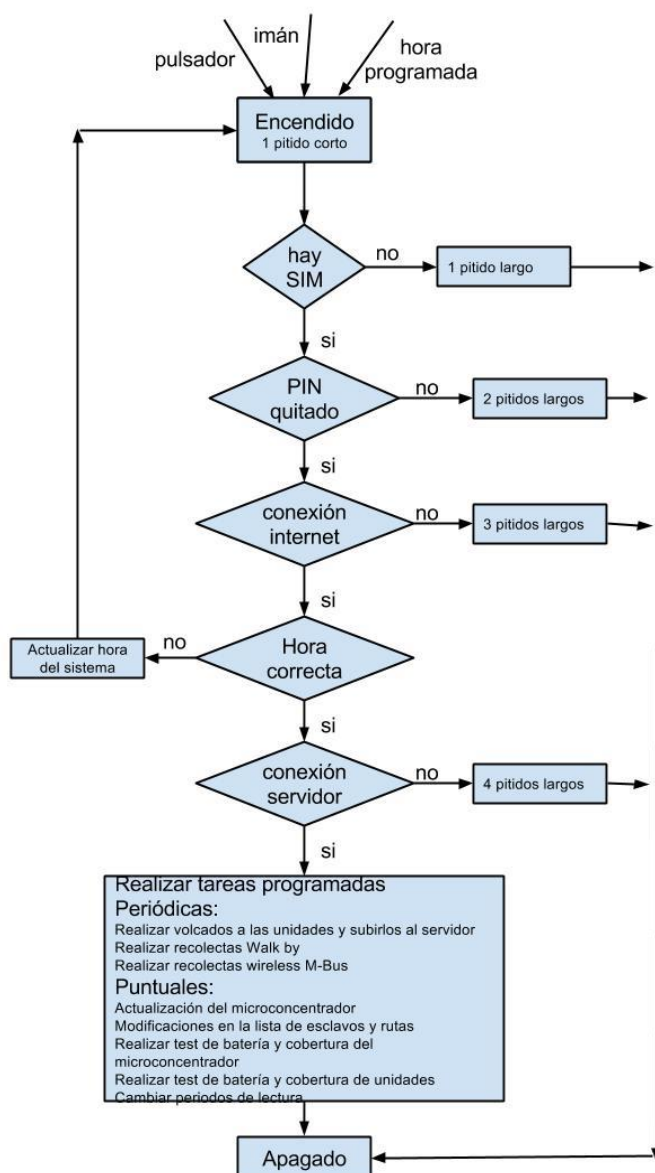 imán
pulsador
hora
programada
Encendido
1 pitido corto
hay
SIM
no
1 pitido largo
si
PIN
quitado
no
2 pitidos largos
si
conexión
internet
no
3 pitidos largos
si
Hora
correcta
no
Actualizar hora
del sistema
si
conexión
servidor
no
4 pitidos largos
si
Realizar tareas programadas
Periódicas:
Realizar volcados a las unidades y subirlos al servidor
Realizar recolectas Walk by
Realizar recolectas wireless M-Bus
Puntuales:
Actualización del microconcentrador
Modificaciones en la lista de esclavos y rutas
Realizar test de batería y cobertura del
microconcentrador
Realizar test de batería y cobertura de unidades
Cambiar periodos de lectura
Apagado